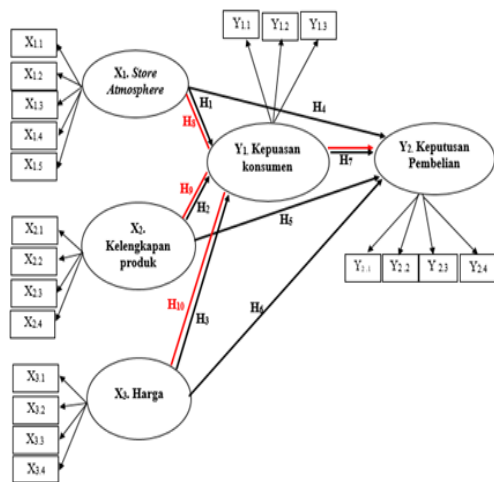 Y1.1
Y1.2
Y1.3
X1.1
X1.2
X1.3
X1.4
X1.5
X1. Store
Atmosphere
H1
H8
H4
Y1. Kepuasan
konsumen
H7
Y2. Keputusan
Pembelian
H9
H2
X2.
Kelengkapan
produk
H5
X2.1
X2.2
X2.3
X2.4
Y2.1
Y2.2
Y2.3
Y2.4
H10
H3
H6
X3. Harga
X3.1
X3.2
X3.3
X3.4